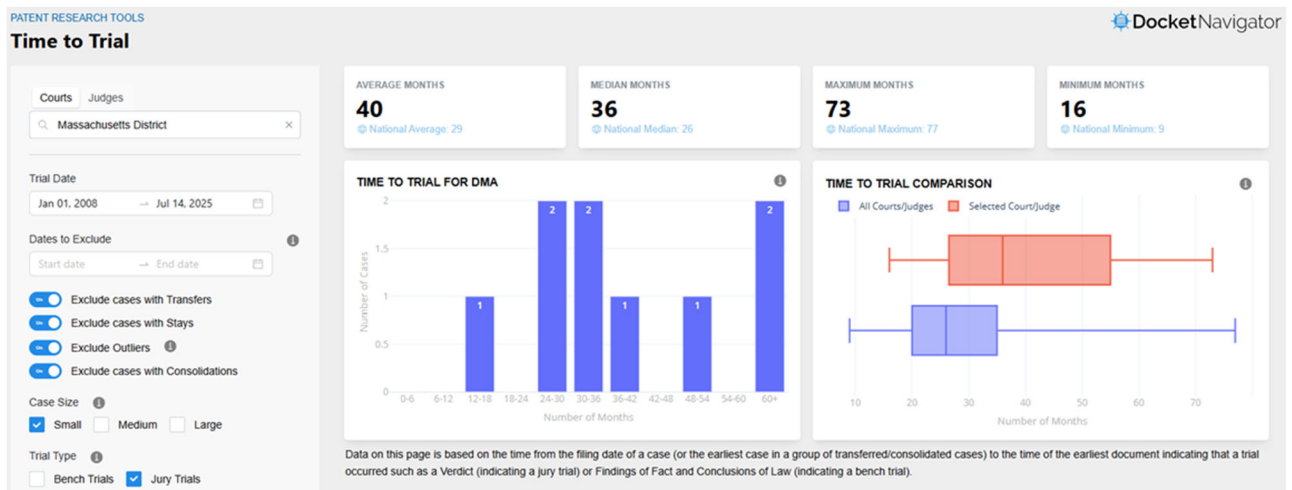 PATENT RESEARCH TOOLS
Time to Trial
DocketNavigator
Courts Judges
Massachusetts District
Trial Date
Jan 01, 2008 → Jul 14, 2025
Dates to Exclude
Start date → End date
On Exclude cases with Transfers
On Exclude cases with Stays
On Exclude Outliers
On Exclude cases with Consolidations
Case Size
Small Medium Large
Trial Type
Bench Trials Jury Trials
AVERAGE MONTHS
40
National Average: 29
MEDIAN MONTHS
36
National Median: 26
MAXIMUM MONTHS
73
National Maximum: 77
MINIMUM MONTHS
16
National Minimum: 9
TIME TO TRIAL FOR DMA
Number of Cases
2
1.5
1
0.5
0
1
2
2
1
1
2
0-6 6-12 12-18 18-24 24-30 30-36 36-42 42-48 48-54 54-60 60+
Number of Months
TIME TO TRIAL COMPARISON
All Courts/Judges Selected Court/Judge
10 20 30 40 50 60 70
Number of Months
Data on this page is based on the time from the filing date of a case (or the earliest case in a group of transferred/consolidated cases) to the time of the earliest document indicating that a trial
occurred such as a Verdict (indicating a jury trial) or Findings of Fact and Conclusions of Law (indicating a bench trial).